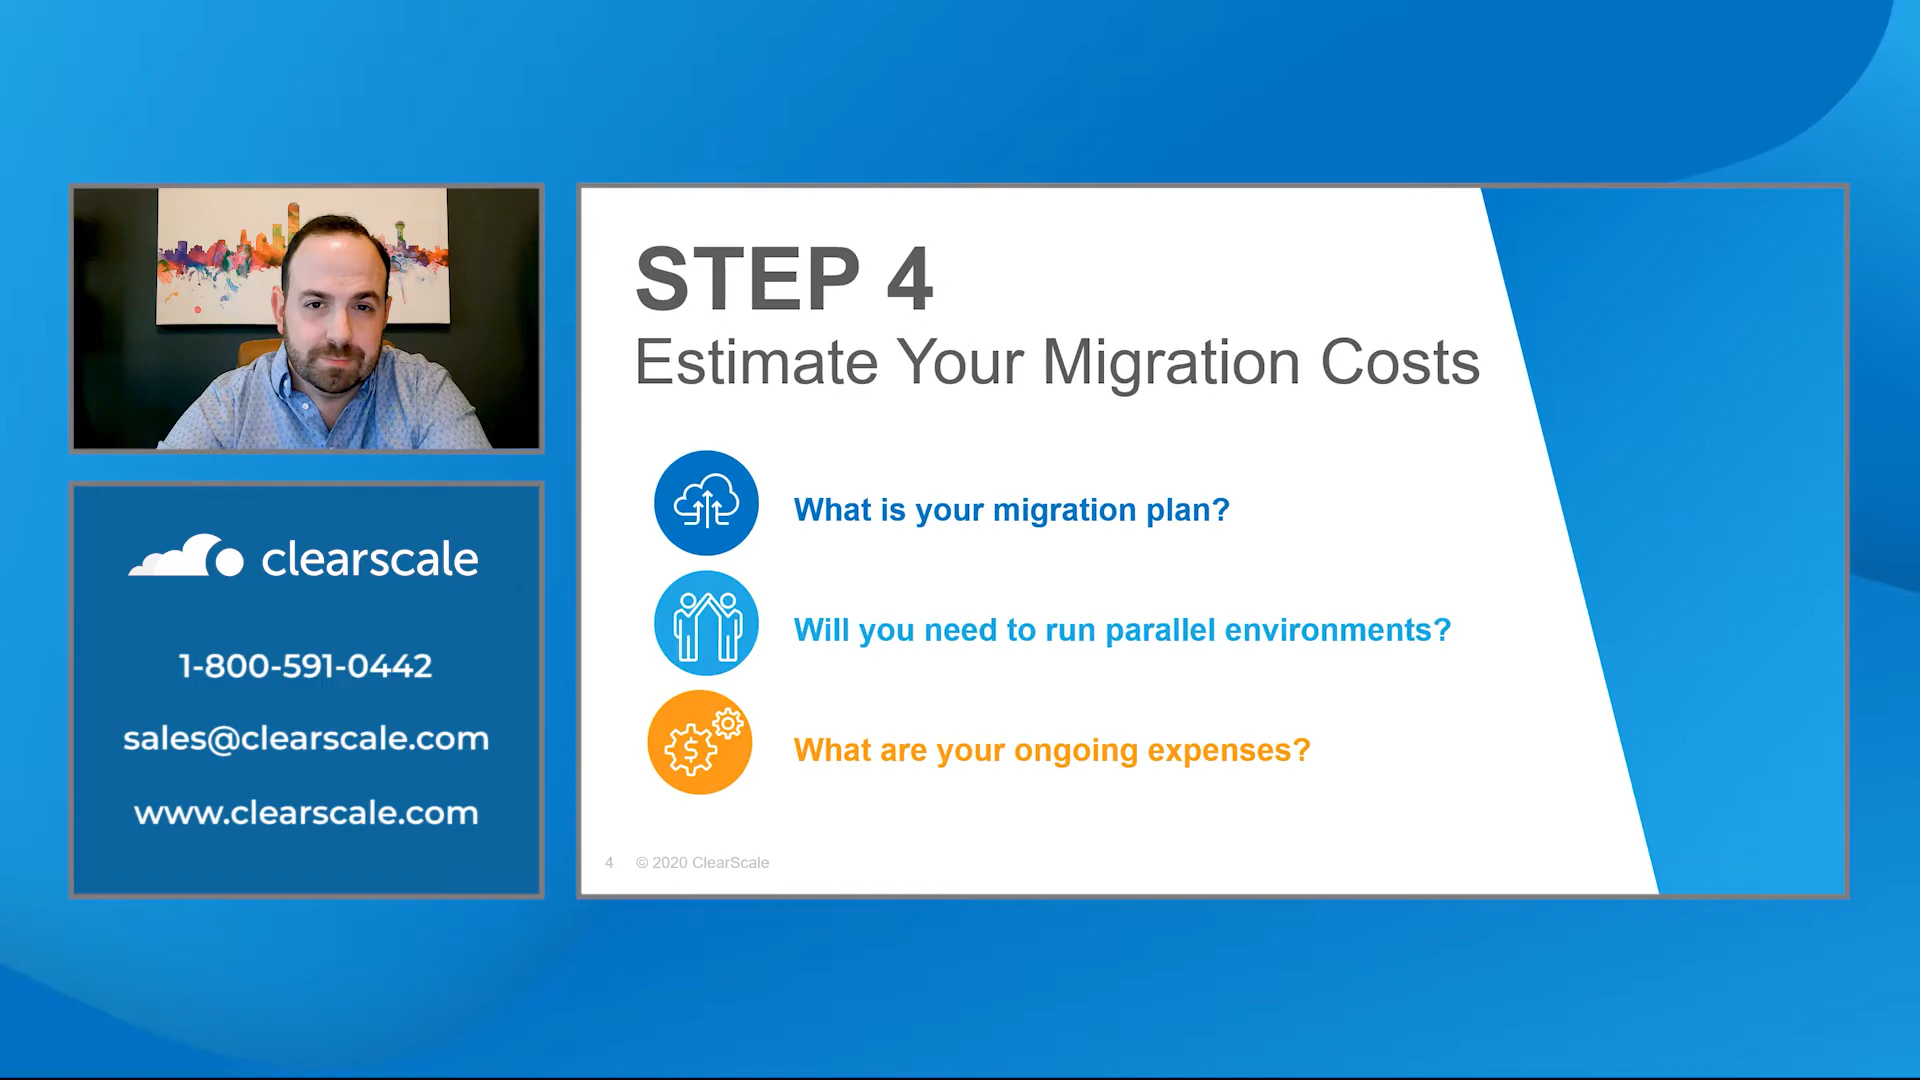 clearscale
1-800-591-0442
sales@clearscale.com
www.clearscale.com
STEP 4
Estimate Your Migration Costs
What is your migration plan?
Will you need to run parallel environments?
$
What are your ongoing expenses?
4 © 2020 ClearScale